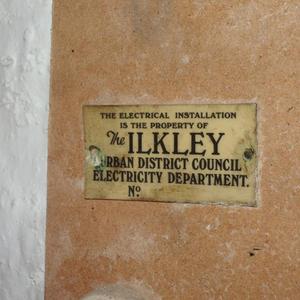 THE ELECTRICAL INSTALLATION
IS THE PROPERTY OF
The ILKLEY
URBAN DISTRICT COUNCIL
ELECTRICITY DEPARTMENT.
Nº